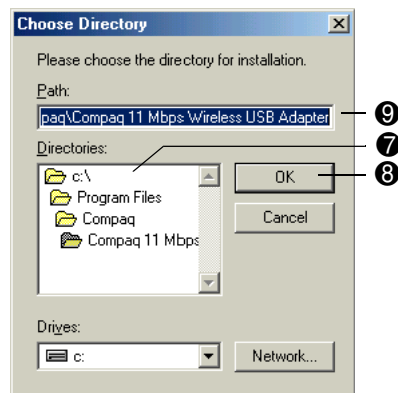 Choose Directory
Please choose the directory for installation.
Path:
paq\Compaq 11 Mbps Wireless USB Adapter
9
Directories:
7
c:\
OK
8
Program Files
Compaq
Cancel
Compaq 11 Mbps
Drives:
c:
Network...